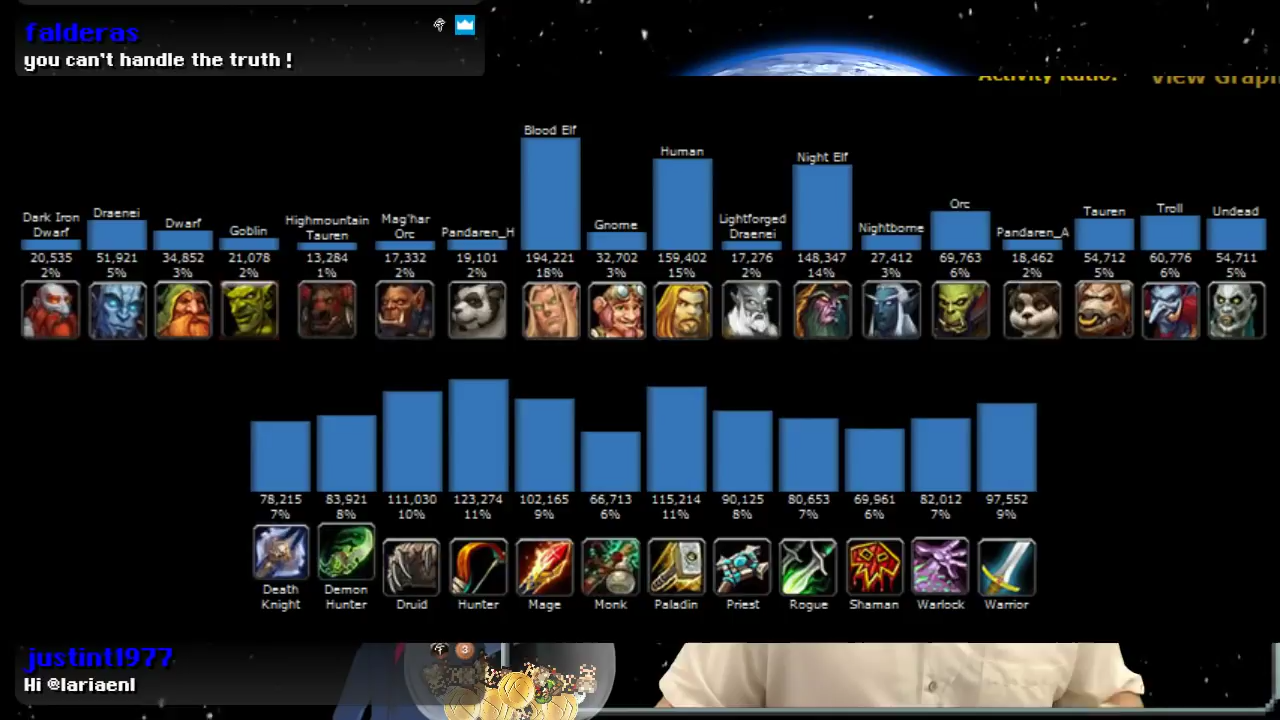 falderas
you can't handle the truth !
Activity Ratio: View Graph
Blood Elf
Human
Night Elf
Dark Iron Dwarf
Draenei
Dwarf
Goblin
Highmountain Tauren
Mag'har Orc
Pandaren_H
Gnome
Lightforged Draenei
Nightborne
Orc
Pandaren_A
Tauren
Troll
Undead
20,535 51,921 34,852 21,078 13,284 17,332 19,101 194,221 32,702 159,402 17,276 148,347 27,412 69,763 18,462 54,712 60,776 54,711
2% 5% 3% 2% 1% 2% 2% 18% 3% 15% 2% 14% 3% 6% 2% 5% 6% 5%
78,215 83,921 111,030 123,274 102,165 66,713 115,214 90,125 80,653 69,961 82,012 97,552
7% 8% 10% 11% 9% 6% 11% 8% 7% 6% 7% 9%
Death Knight
Demon Hunter
Druid
Hunter
Mage
Monk
Paladin
Priest
Rogue
Shaman
Warlock
Warrior
justint1977
3
Hi @lariaenl